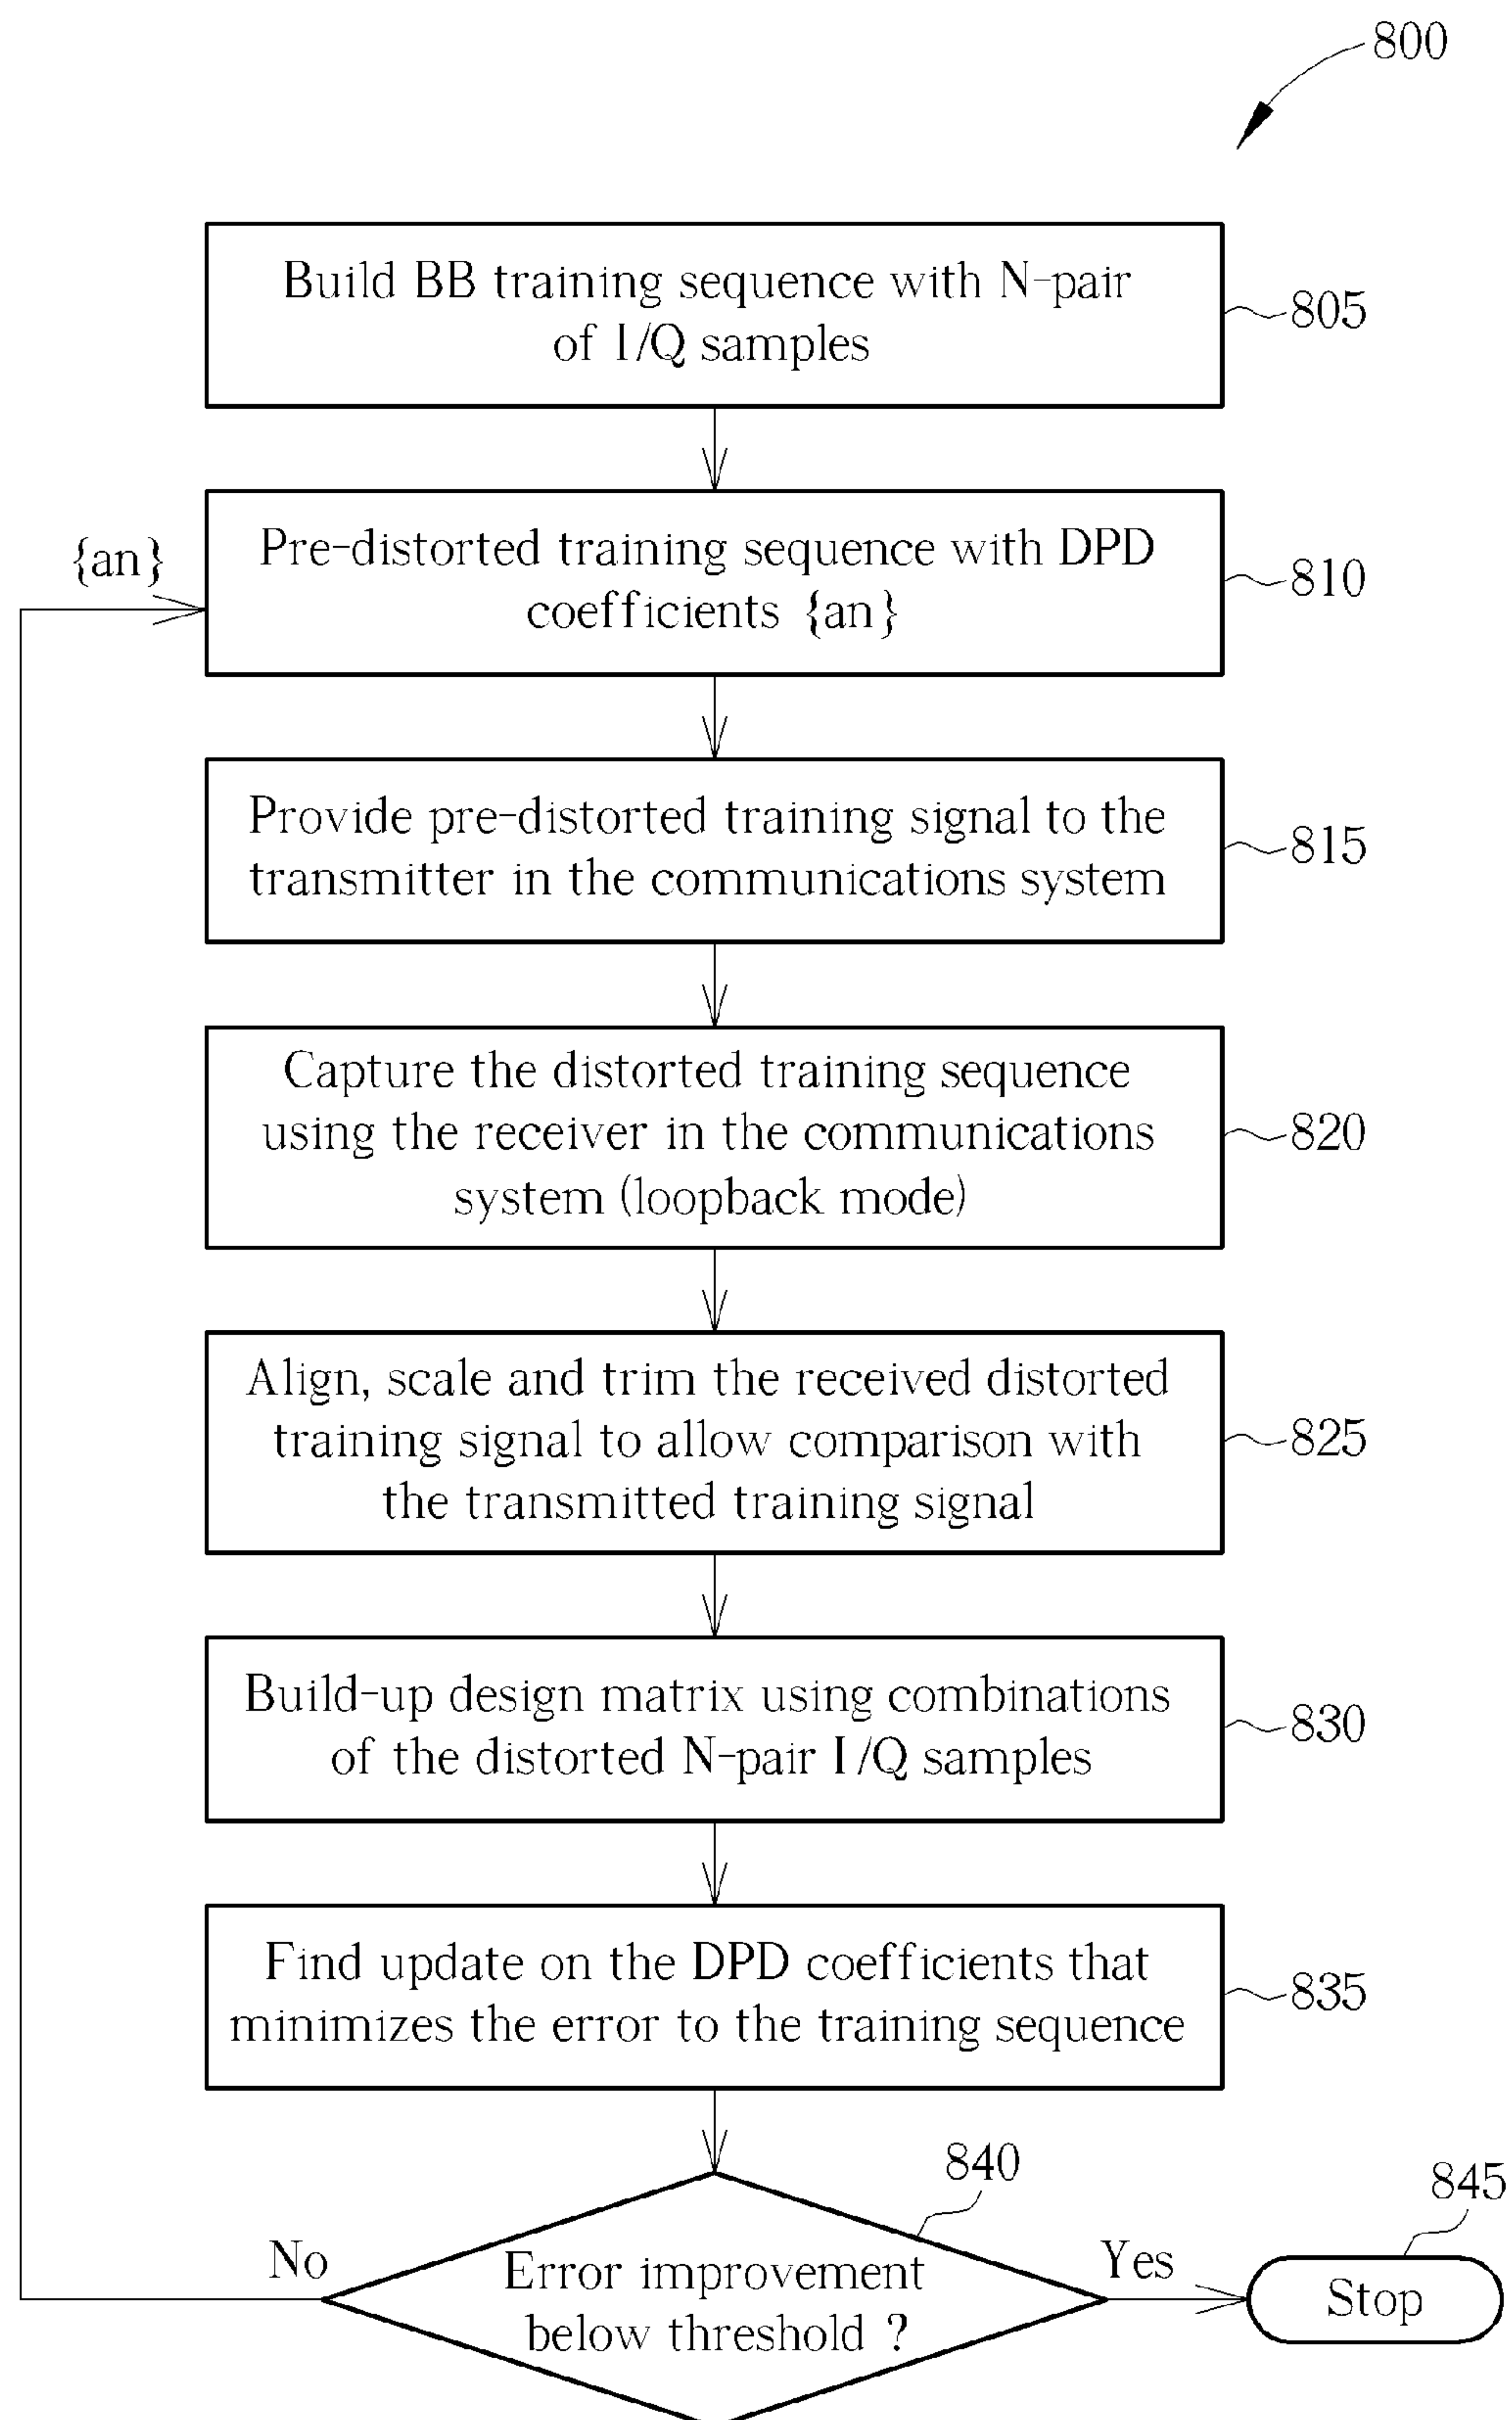 800
Build BB training sequence with N-pair
of I/Q samples
805
{an}
Pre-distorted training sequence with DPD
coefficients {an}
810
Provide pre-distorted training signal to the
transmitter in the communications system
815
Capture the distorted training sequence
using the receiver in the communications
system (loopback mode)
820
Align, scale and trim the received distorted
training signal to allow comparison with
the transmitted training signal
825
Build-up design matrix using combinations
of the distorted N-pair I/Q samples
830
Find update on the DPD coefficients that
minimizes the error to the training sequence
835
840
845
No
Error improvement
below threshold ?
Yes
Stop